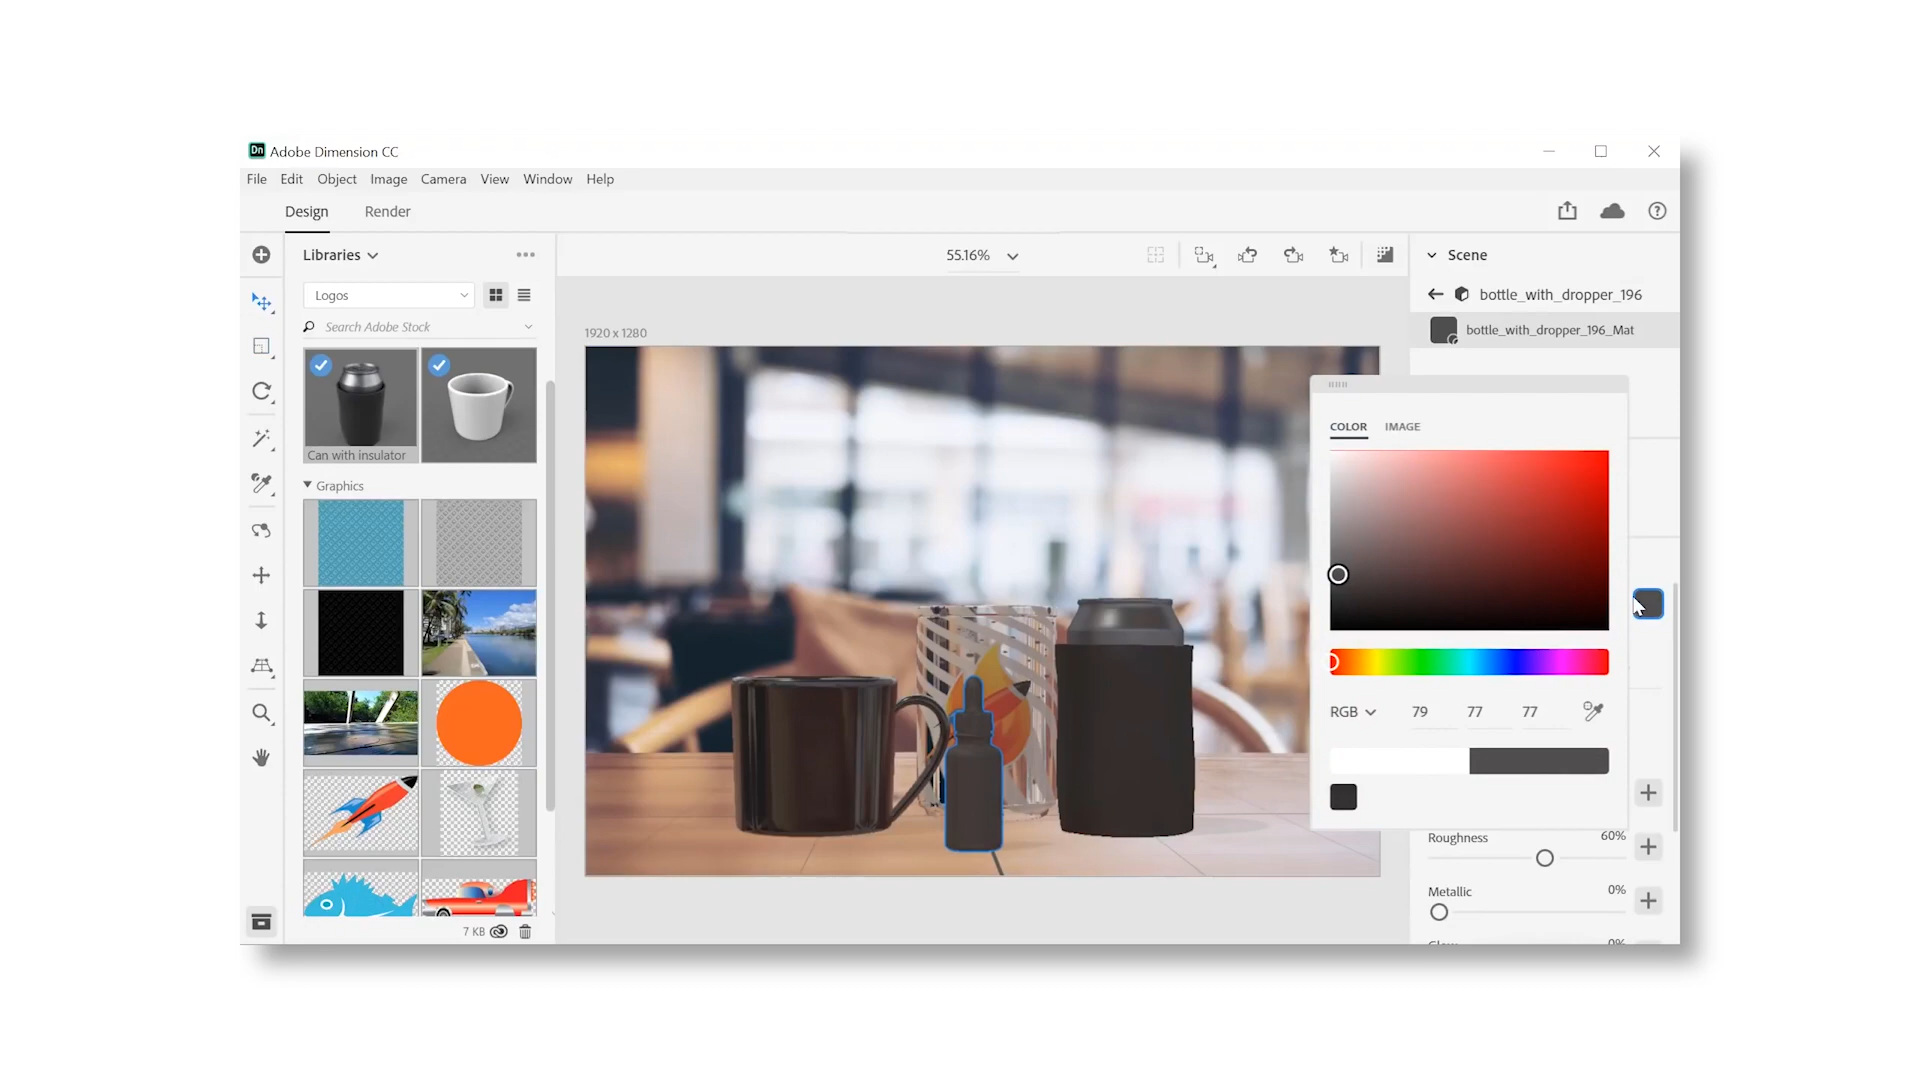 Dn Adobe Dimension CC
File Edit Object Image Camera View Window Help
Design Render
Libraries
55.16%
Scene
Logos
bottle_with_dropper_196
Search Adobe Stock
1920 x 1280
bottle_with_dropper_196_Mat
Can with insulator
COLOR IMAGE
Graphics
RGB 79 77 77
Roughness 60%
Metallic 0%
7 KB
0%